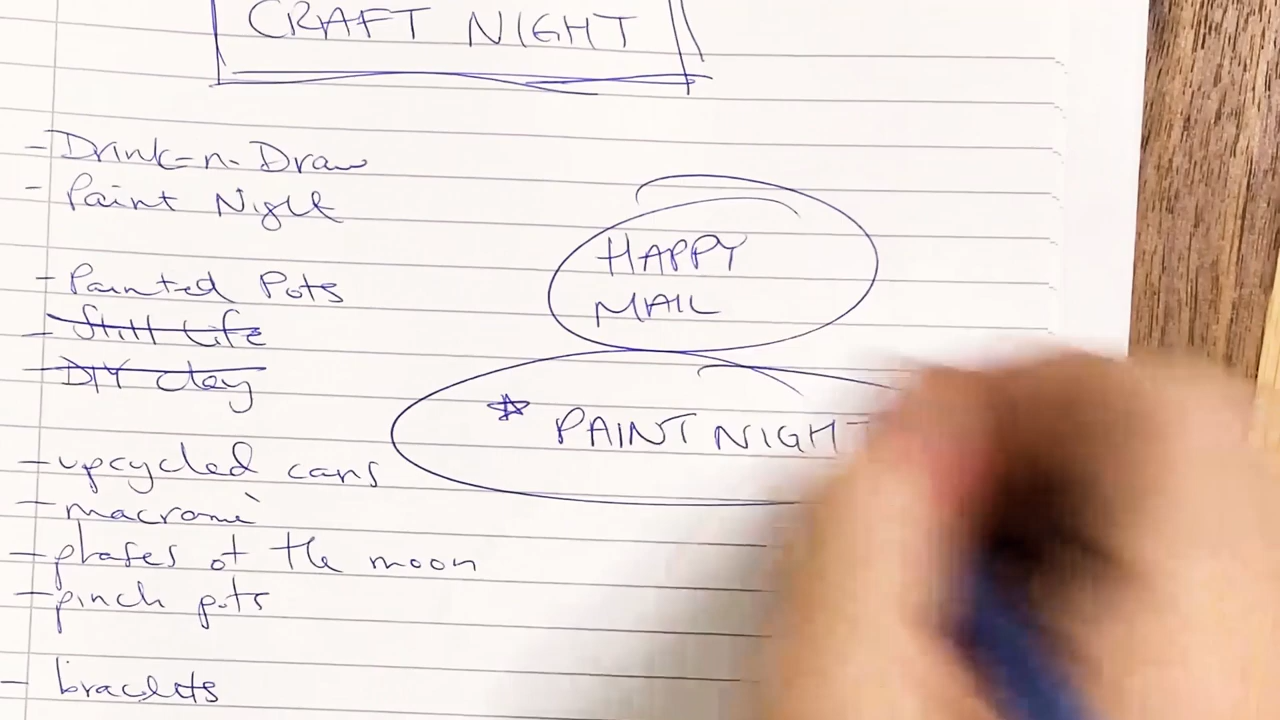 CRAFT NIGHT
- Drink-n-Draw
- Paint Night
- Painted Pots
- Still Life
- DIY clay
- upcycled cans
- macromè
- phases of the moon
- pinch pots
- bracelets
HAPPY
MAIL
☆ PAINT NIGHT